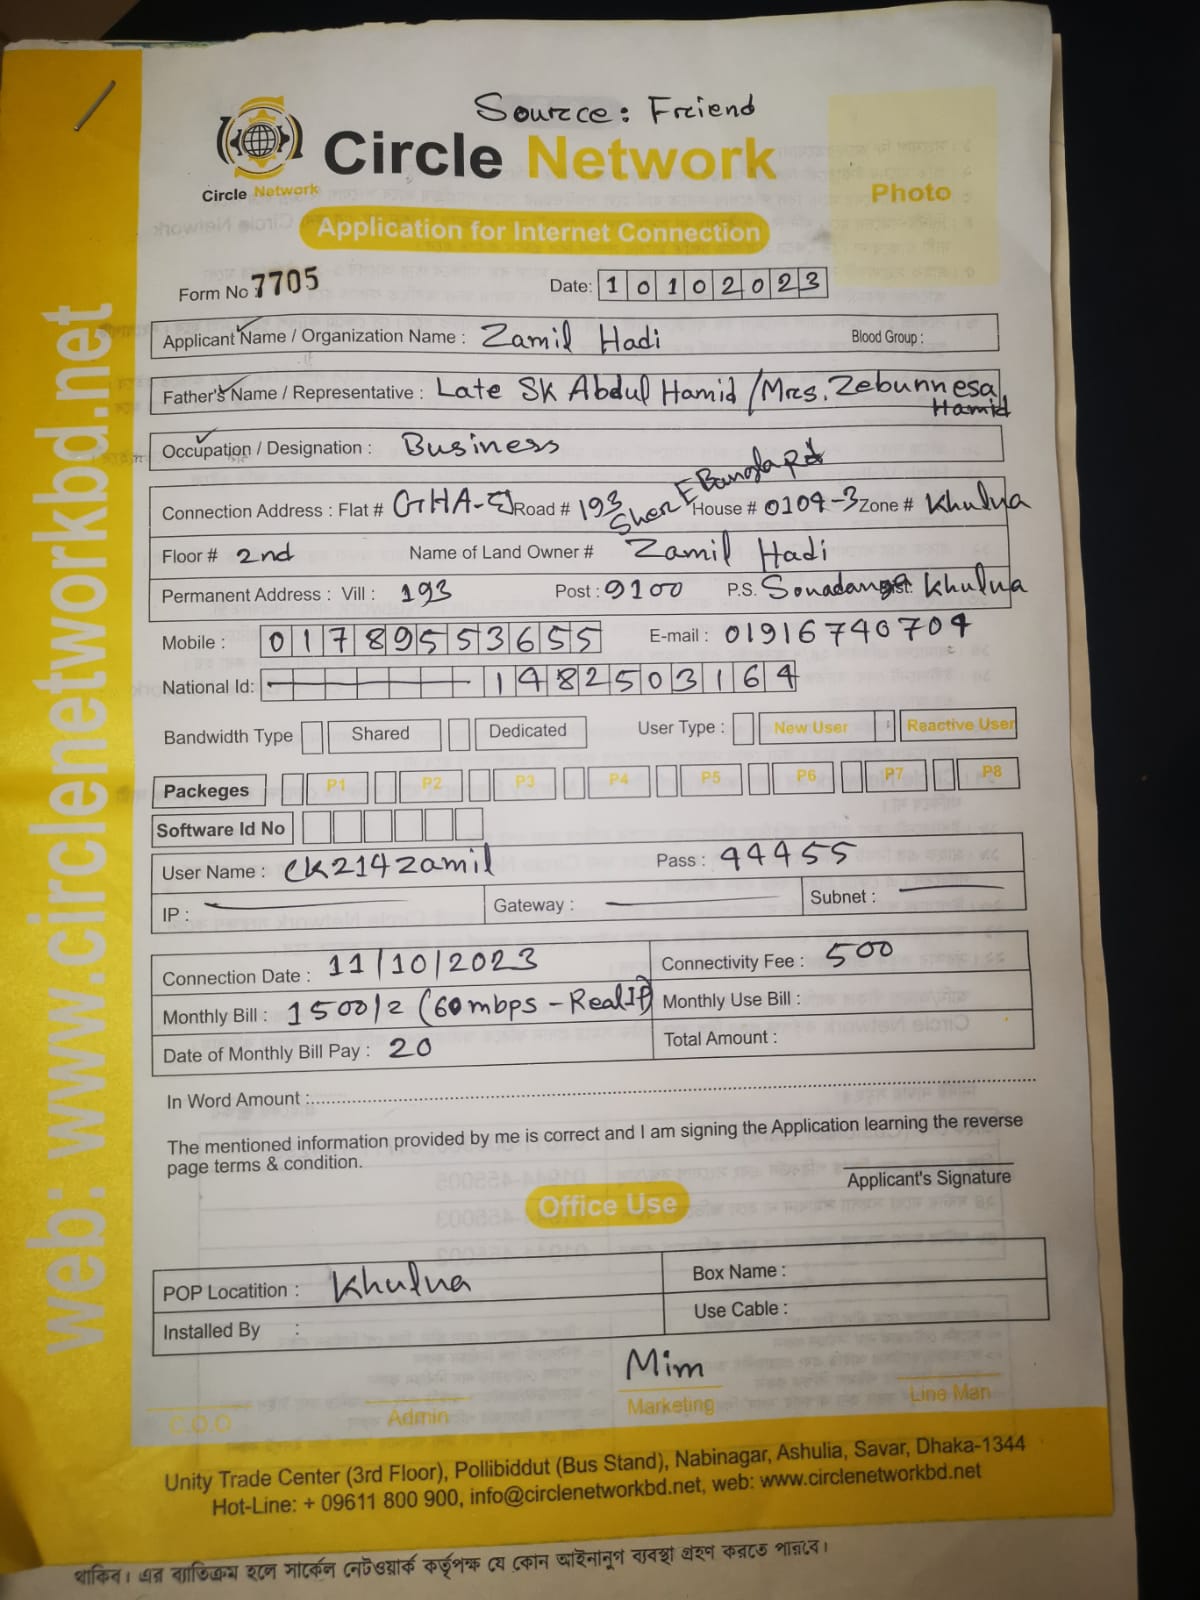 Source: Friend
Circle Network
Circle Network
Photo
Application for Internet Connection
Form No : 7705 Date: 10102023
Applicant Name / Organization Name : Zamil Hadi Blood Group :
Father's Name / Representative : Late SK Abdul Hamid / Mrs. Zebunnesa Hamid
Occupation / Designation : Business
Connection Address : Flat # GHA-E Road # 193 Sher E Bangla Rd House # 0104-3 Zone # Khulna
Floor # 2nd Name of Land Owner # Zamil Hadi
Permanent Address : Vill : 193 Post : 9100 P.S. Sonadanga Dist. Khulna
Mobile : 01789553655 E-mail : 01916740704
National Id: 1482503164
Bandwidth Type Shared Dedicated User Type : New User Reactive User
Packeges P1 P2 P3 P4 P5 P6 P7 P8
Software Id No
User Name : CK214zamil Pass : 44455
IP : Gateway : Subnet :
Connection Date : 11/10/2023 Connectivity Fee : 500
Monthly Bill : 1500/2 (60mbps - RealIP) Monthly Use Bill :
Date of Monthly Bill Pay : 20 Total Amount :
In Word Amount :
The mentioned information provided by me is correct and I am signing the Application learning the reverse
page terms & condition.
Applicant's Signature
Office Use
POP Locatition : Khulna Box Name :
Installed By : Use Cable :
Mim
C.O.O Admin Marketing Line Man
Unity Trade Center (3rd Floor), Pollibiddut (Bus Stand), Nabinagar, Ashulia, Savar, Dhaka-1344
Hot-Line: + 09611 800 900, info@circlenetworkbd.net, web: www.circlenetworkbd.net
web: www.circlenetworkbd.net
থাকিব। এর ব্যতিক্রম হলে সার্কেল নেটওয়ার্ক কর্তৃপক্ষ যে কোন আইনানুগ ব্যবস্থা গ্রহণ করতে পারবে।